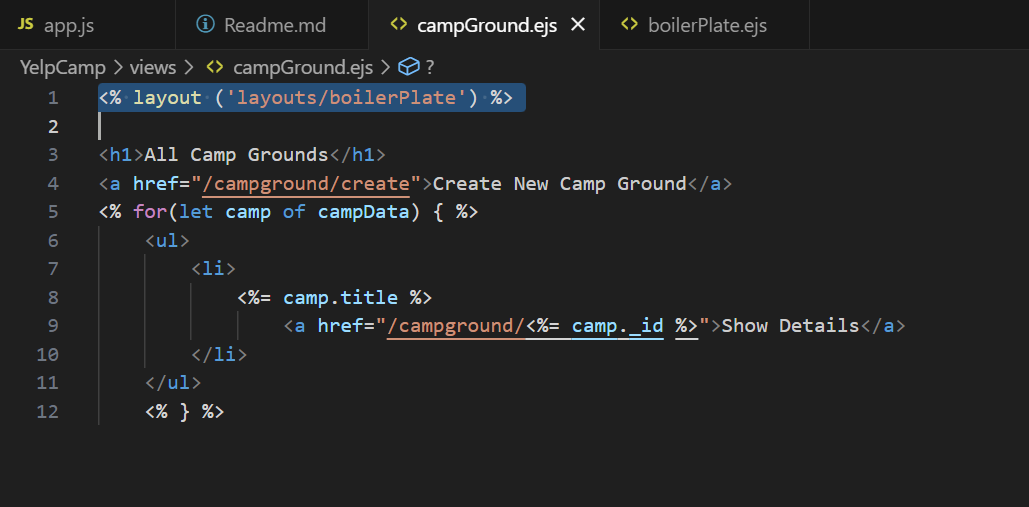 JS app.js Readme.md campGround.ejs boilerPlate.ejs
YelpCamp > views > campGround.ejs > ?
1 <% layout ('layouts/boilerPlate') %>
2
3 <h1>All Camp Grounds</h1>
4 <a href="/campground/create">Create New Camp Ground</a>
5 <% for(let camp of campData) { %>
6 <ul>
7 <li>
8 <%= camp.title %>
9 <a href="/campground/<%= camp._id %>">Show Details</a>
10 </li>
11 </ul>
12 <% } %>